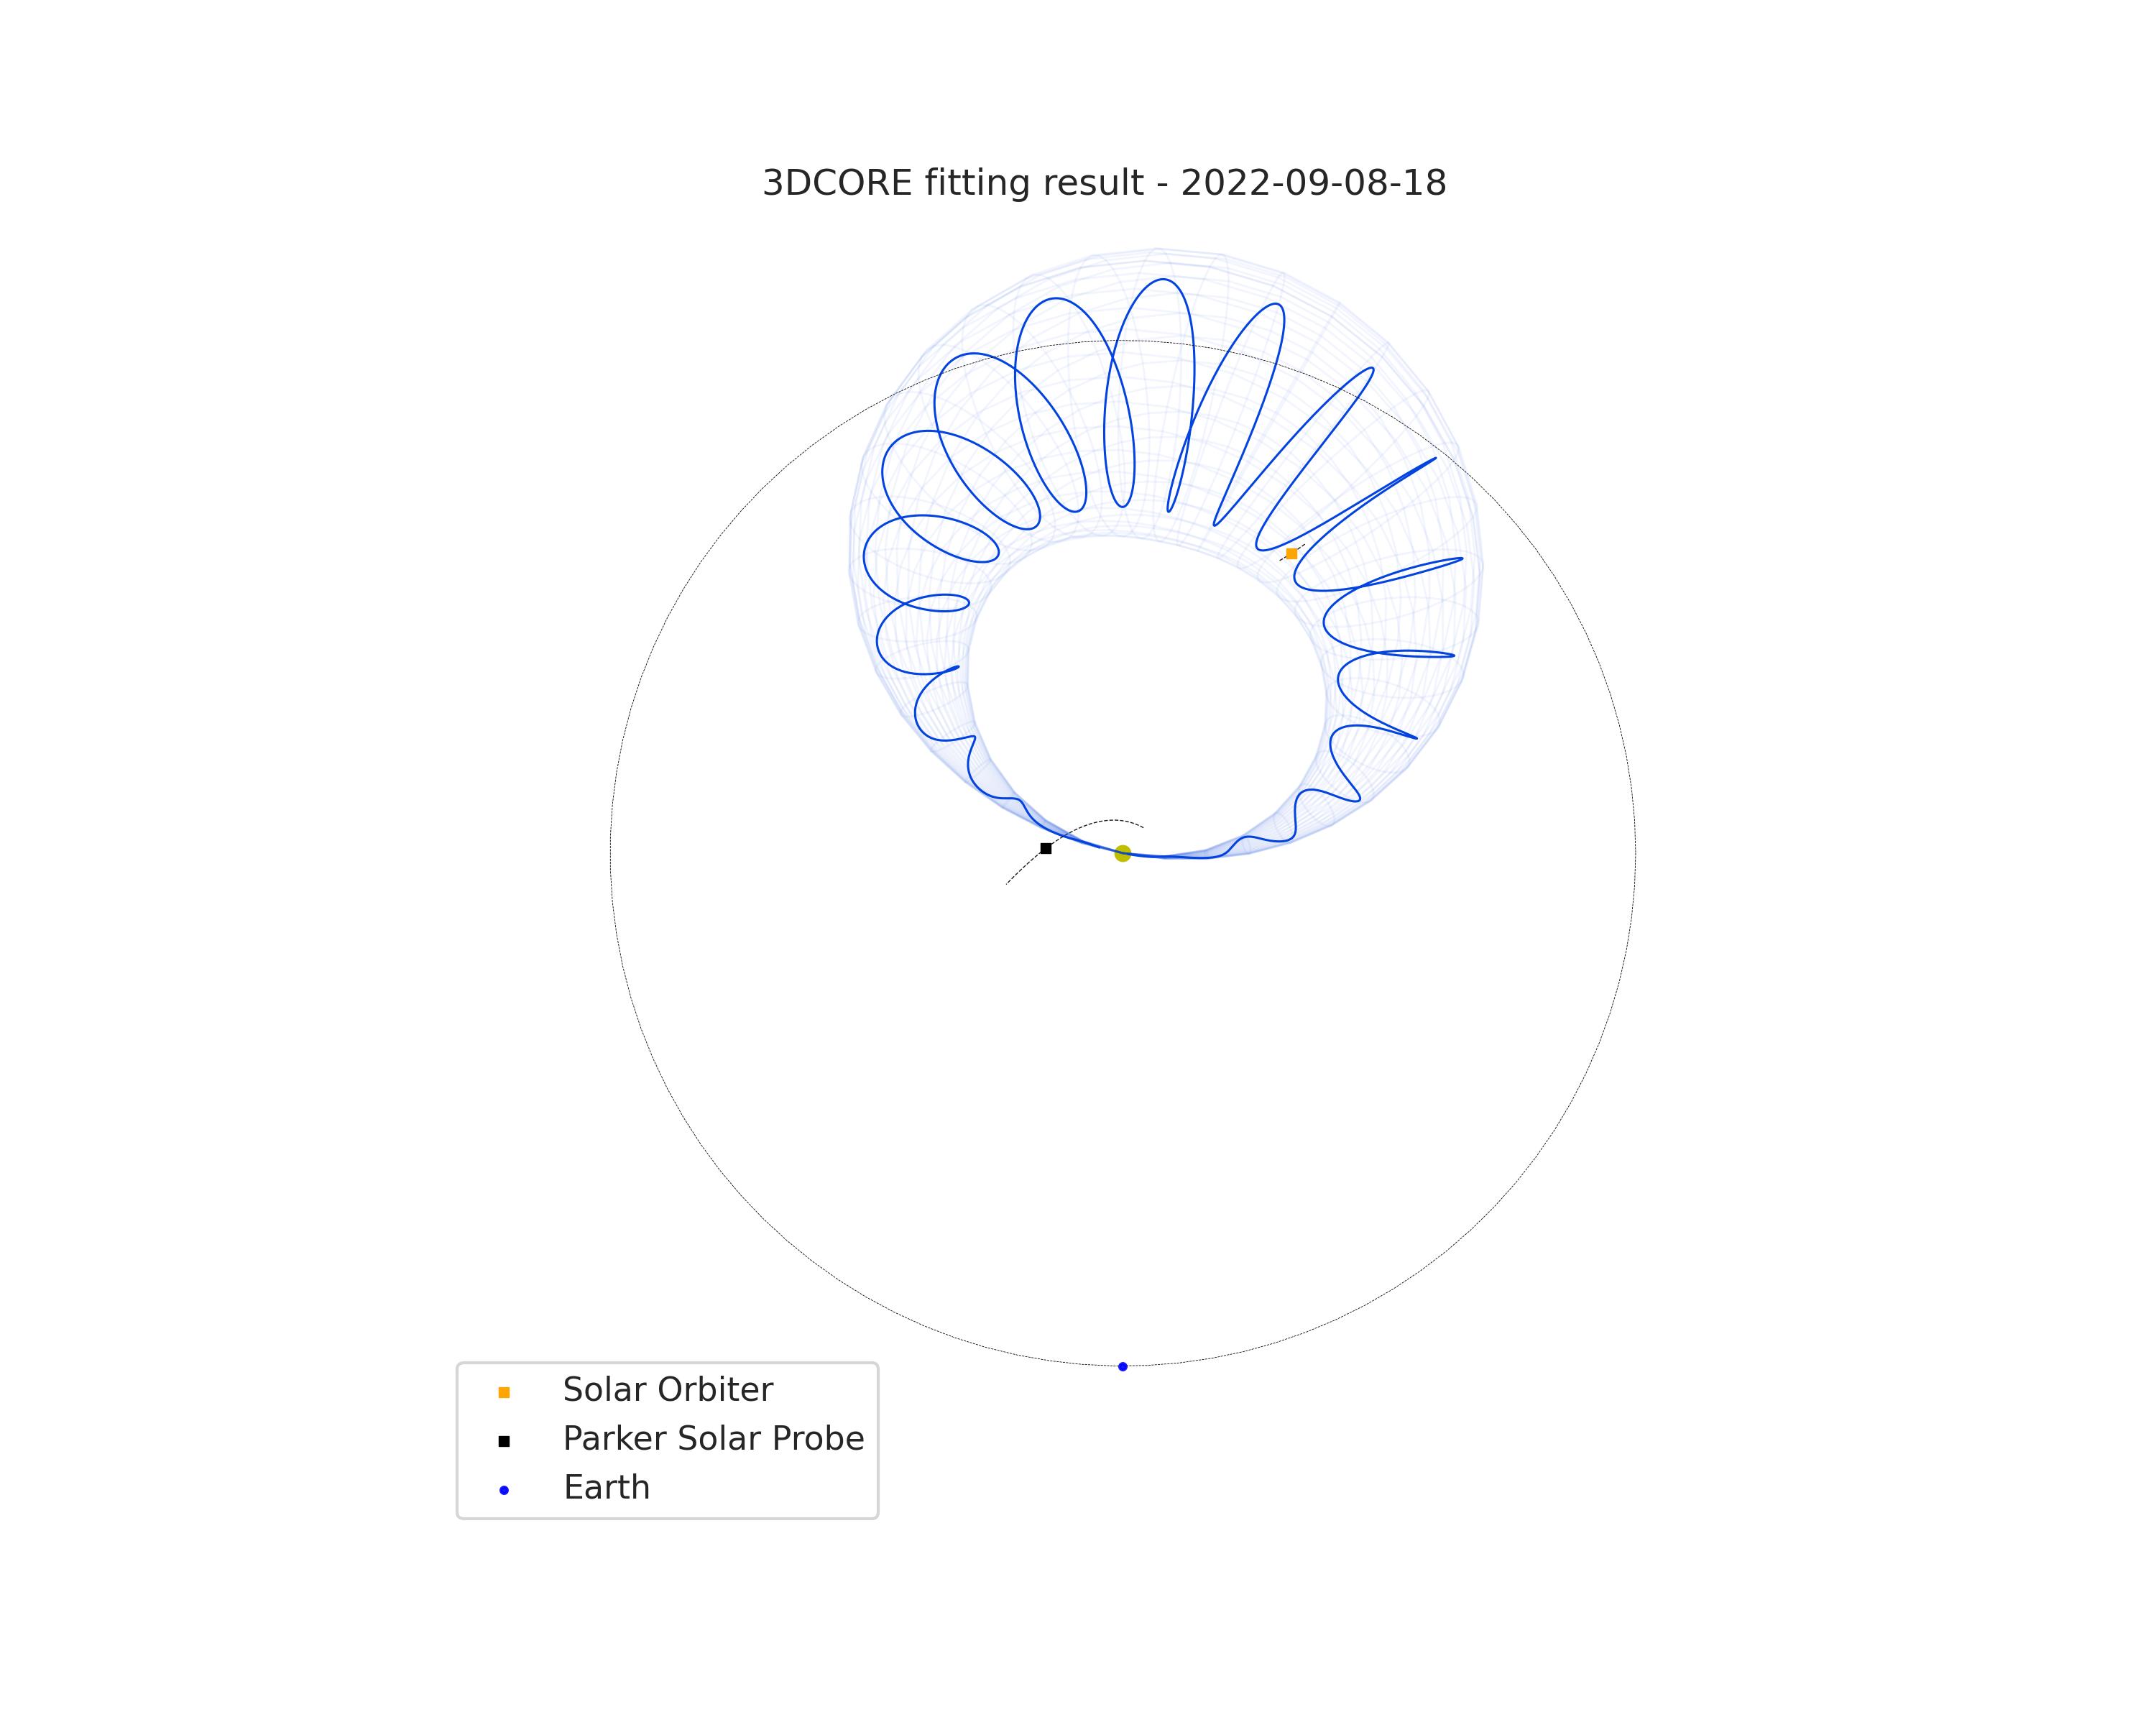 3DCORE fitting result - 2022-09-08-18
Solar Orbiter
Parker Solar Probe
Earth